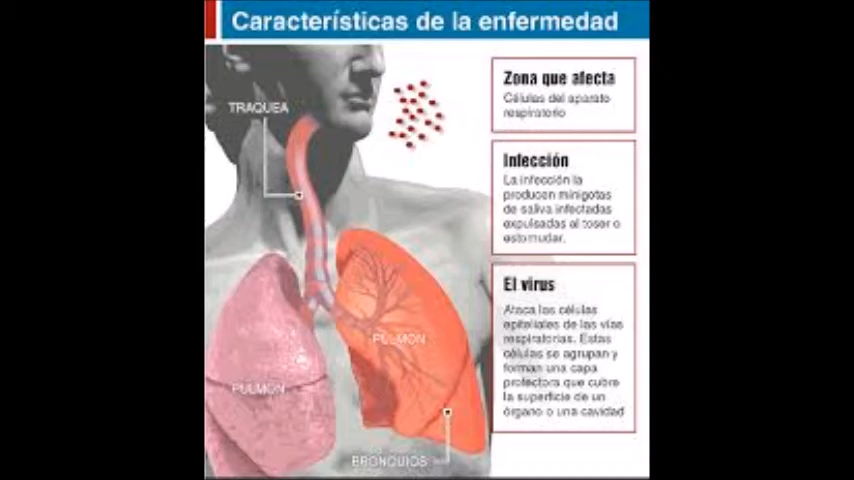 Características de la enfermedad
TRAQUEA
PULMON
PULMON
BRONQUIOS
Zona que afecta
Células del aparato
respiratorio
Infección
La infección la
producen minigotas
de saliva infectadas
expulsadas al toser o
estornudar.
El virus
Ataca las células
epiteliales de las vías
respiratorias. Estas
células se agrupan y
forman una capa
protectora que cubre
la superficie de un
órgano o una cavidad